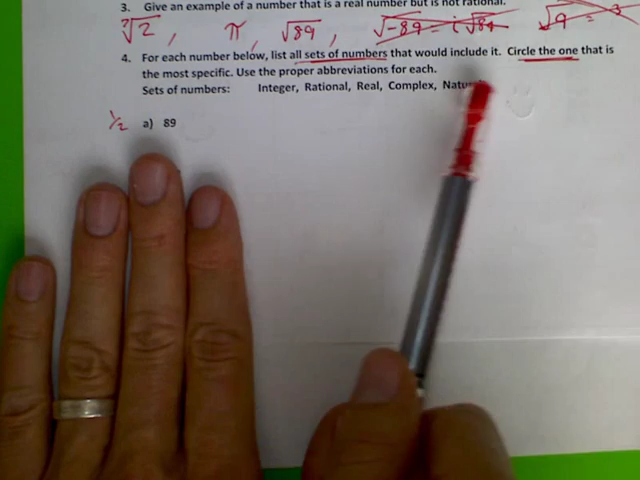 3. Give an example of a number that is a real number but is not rational.
∛2, π, √89, √-89 = i√89 √9 = 3
4. For each number below, list all sets of numbers that would include it. Circle the one that is
the most specific. Use the proper abbreviations for each.
Sets of numbers: Integer, Rational, Real, Complex,
1/2 a) 89